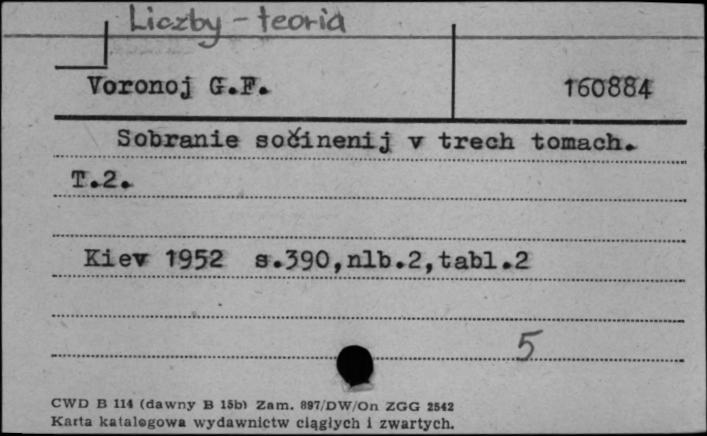 Liczby - teoria
Voronoj G.F. 160884
Sobranie sočinenij v trech tomach.
T.2.
Kiev 1952 s.390,nlb.2,tabl.2
5
CWD B 114 (dawny B 15b) Zam. 897/DW/On ZGG 2542
Karta katalogowa wydawnictw ciągłych i zwartych.